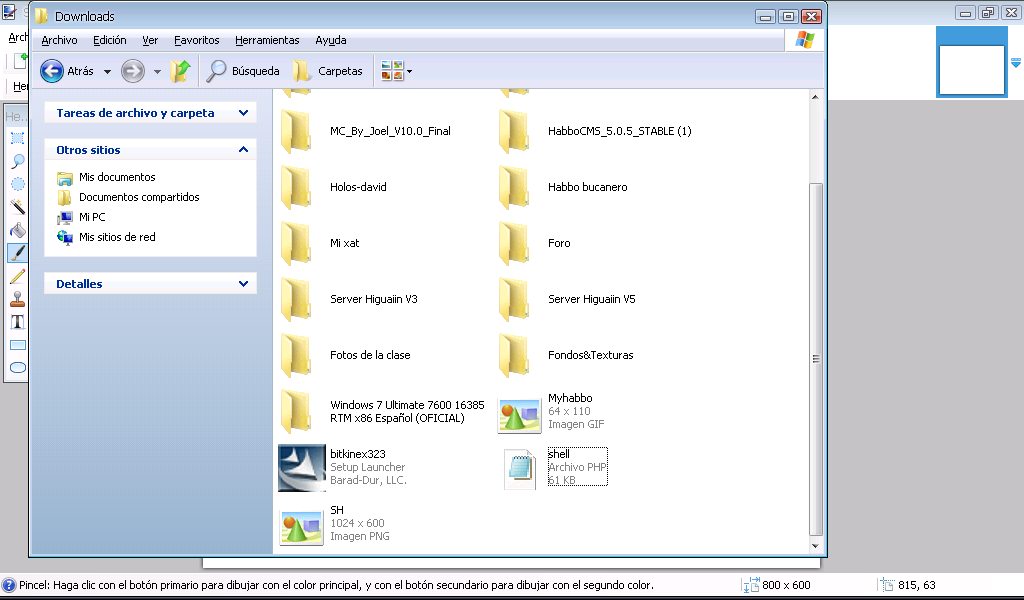 Downloads
Archivo Edición Ver Favoritos Herramientas Ayuda
Atrás Búsqueda Carpetas
Tareas de archivo y carpeta
Otros sitios
Mis documentos
Documentos compartidos
Mi PC
Mis sitios de red
Detalles
MC_By_Joel_V10.0_Final
HabboCMS_5.0.5_STABLE (1)
Holos-david
Habbo bucanero
Mi xat
Foro
Server Higuaiin V3
Server Higuaiin V5
Fotos de la clase
Fondos&Texturas
Windows 7 Ultimate 7600 16385
RTM x86 Español (OFICIAL)
Myhabbo
64 x 110
Imagen GIF
bitkinex323
Setup Launcher
Barad-Dur, LLC.
shell
Archivo PHP
61 KB
SH
1024 x 600
Imagen PNG
Pincel: Haga clic con el botón primario para dibujar con el color principal, y con el botón secundario para dibujar con el segundo color.
800 x 600
815, 63